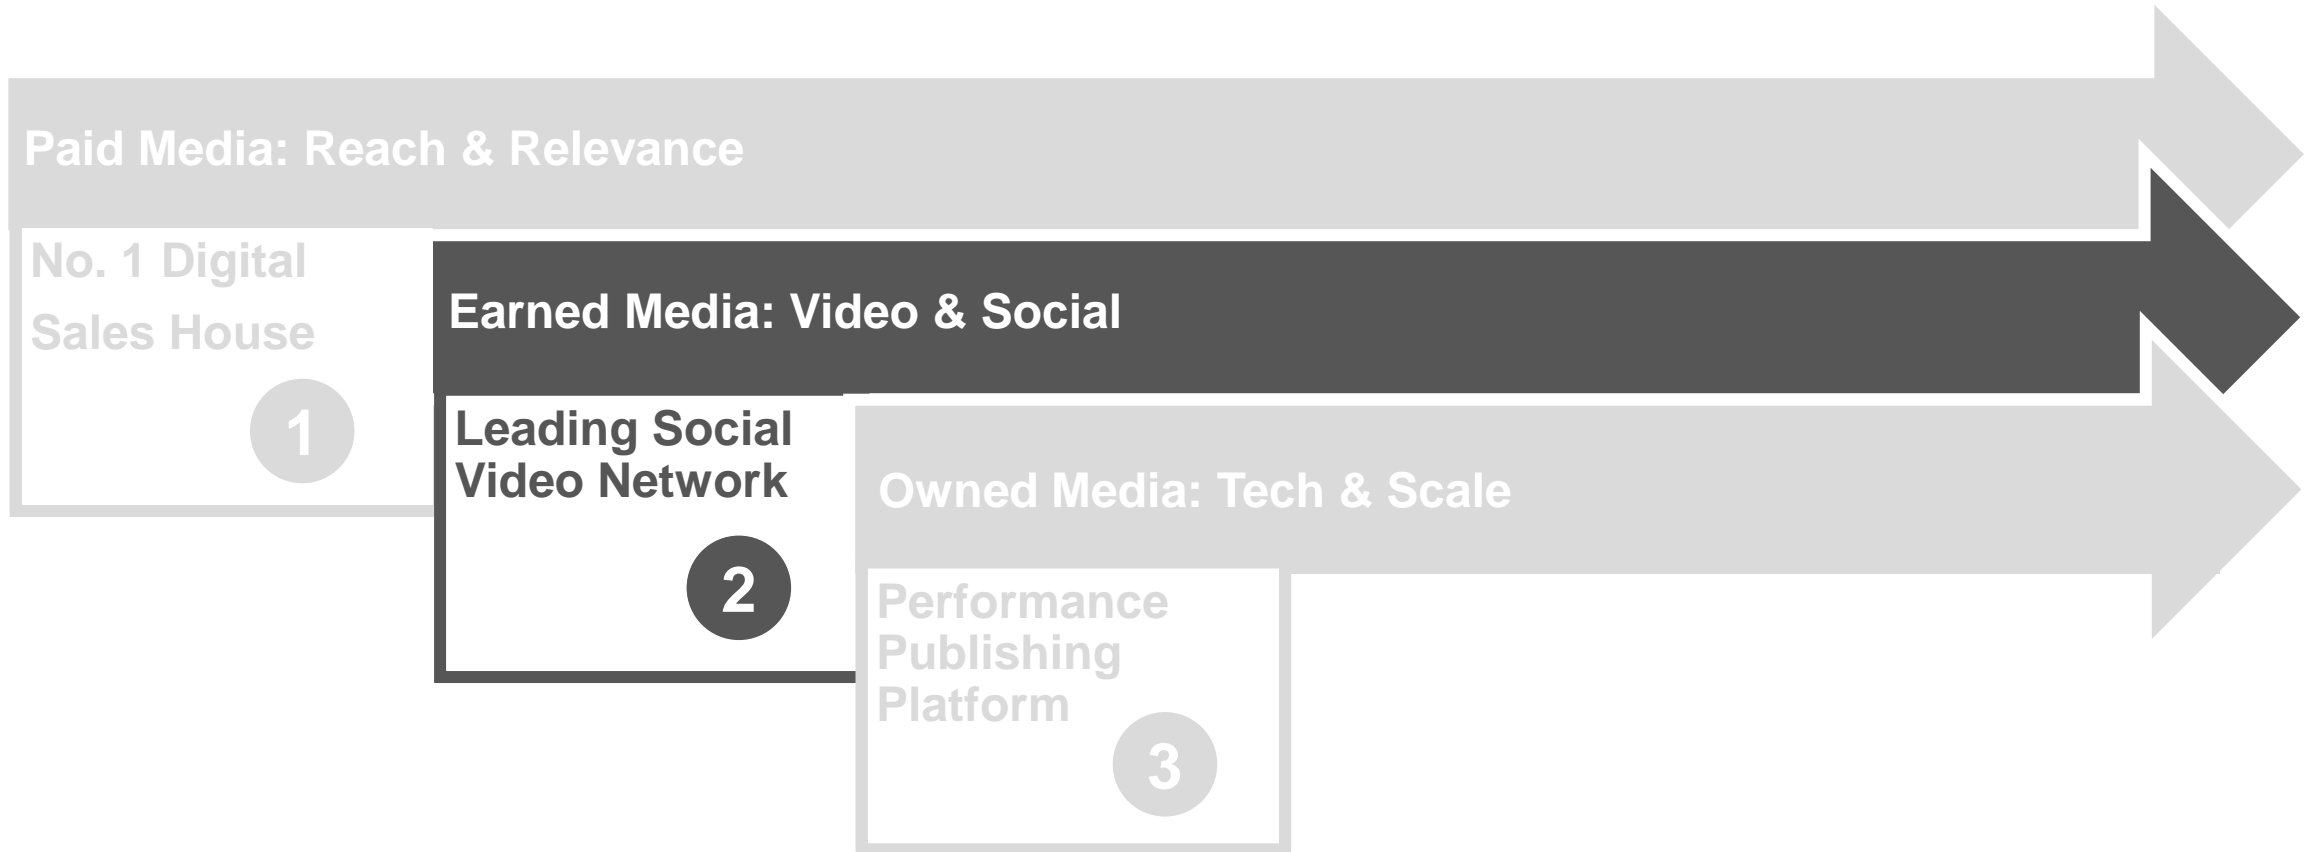 Paid Media: Reach & Relevance
No. 1 Digital
Sales House
1
Earned Media: Video & Social
Leading Social
Video Network
2
Owned Media: Tech & Scale
Performance
Publishing
Platform
3